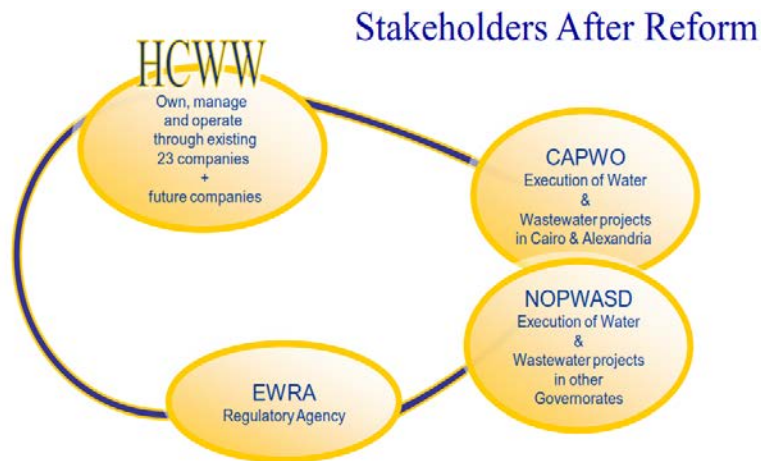 Stakeholders After Reform
HCWW
Own, manage
and operate
through existing
23 companies
+
future companies
CAPWO
Execution of Water
&
Wastewater projects
in Cairo & Alexandria
NOPWASD
Execution of Water
&
Wastewater projects
in other
Governorates
EWRA
Regulatory Agency